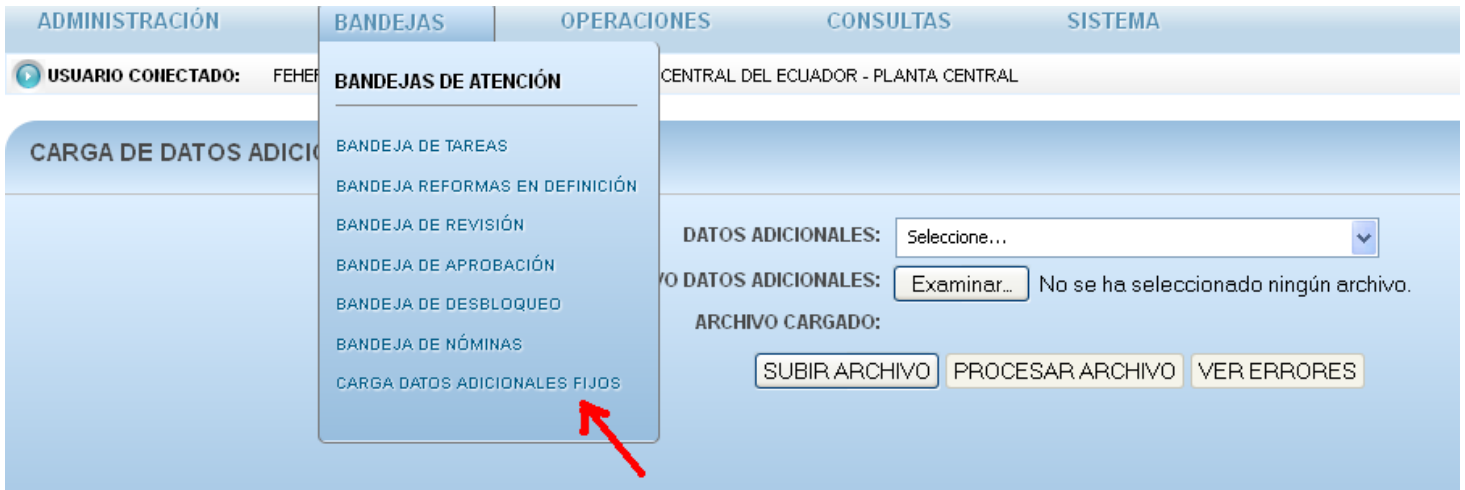 ADMINISTRACIÓN BANDEJAS OPERACIONES CONSULTAS SISTEMA
USUARIO CONECTADO: FEHER CENTRAL DEL ECUADOR - PLANTA CENTRAL
BANDEJAS DE ATENCIÓN
BANDEJA DE TAREAS
BANDEJA REFORMAS EN DEFINICIÓN
BANDEJA DE REVISIÓN
BANDEJA DE APROBACIÓN
BANDEJA DE DESBLOQUEO
BANDEJA DE NÓMINAS
CARGA DATOS ADICIONALES FIJOS
CARGA DE DATOS ADICI
DATOS ADICIONALES: Seleccione...
O DATOS ADICIONALES: Examinar... No se ha seleccionado ningún archivo.
ARCHIVO CARGADO:
SUBIR ARCHIVO PROCESAR ARCHIVO VER ERRORES